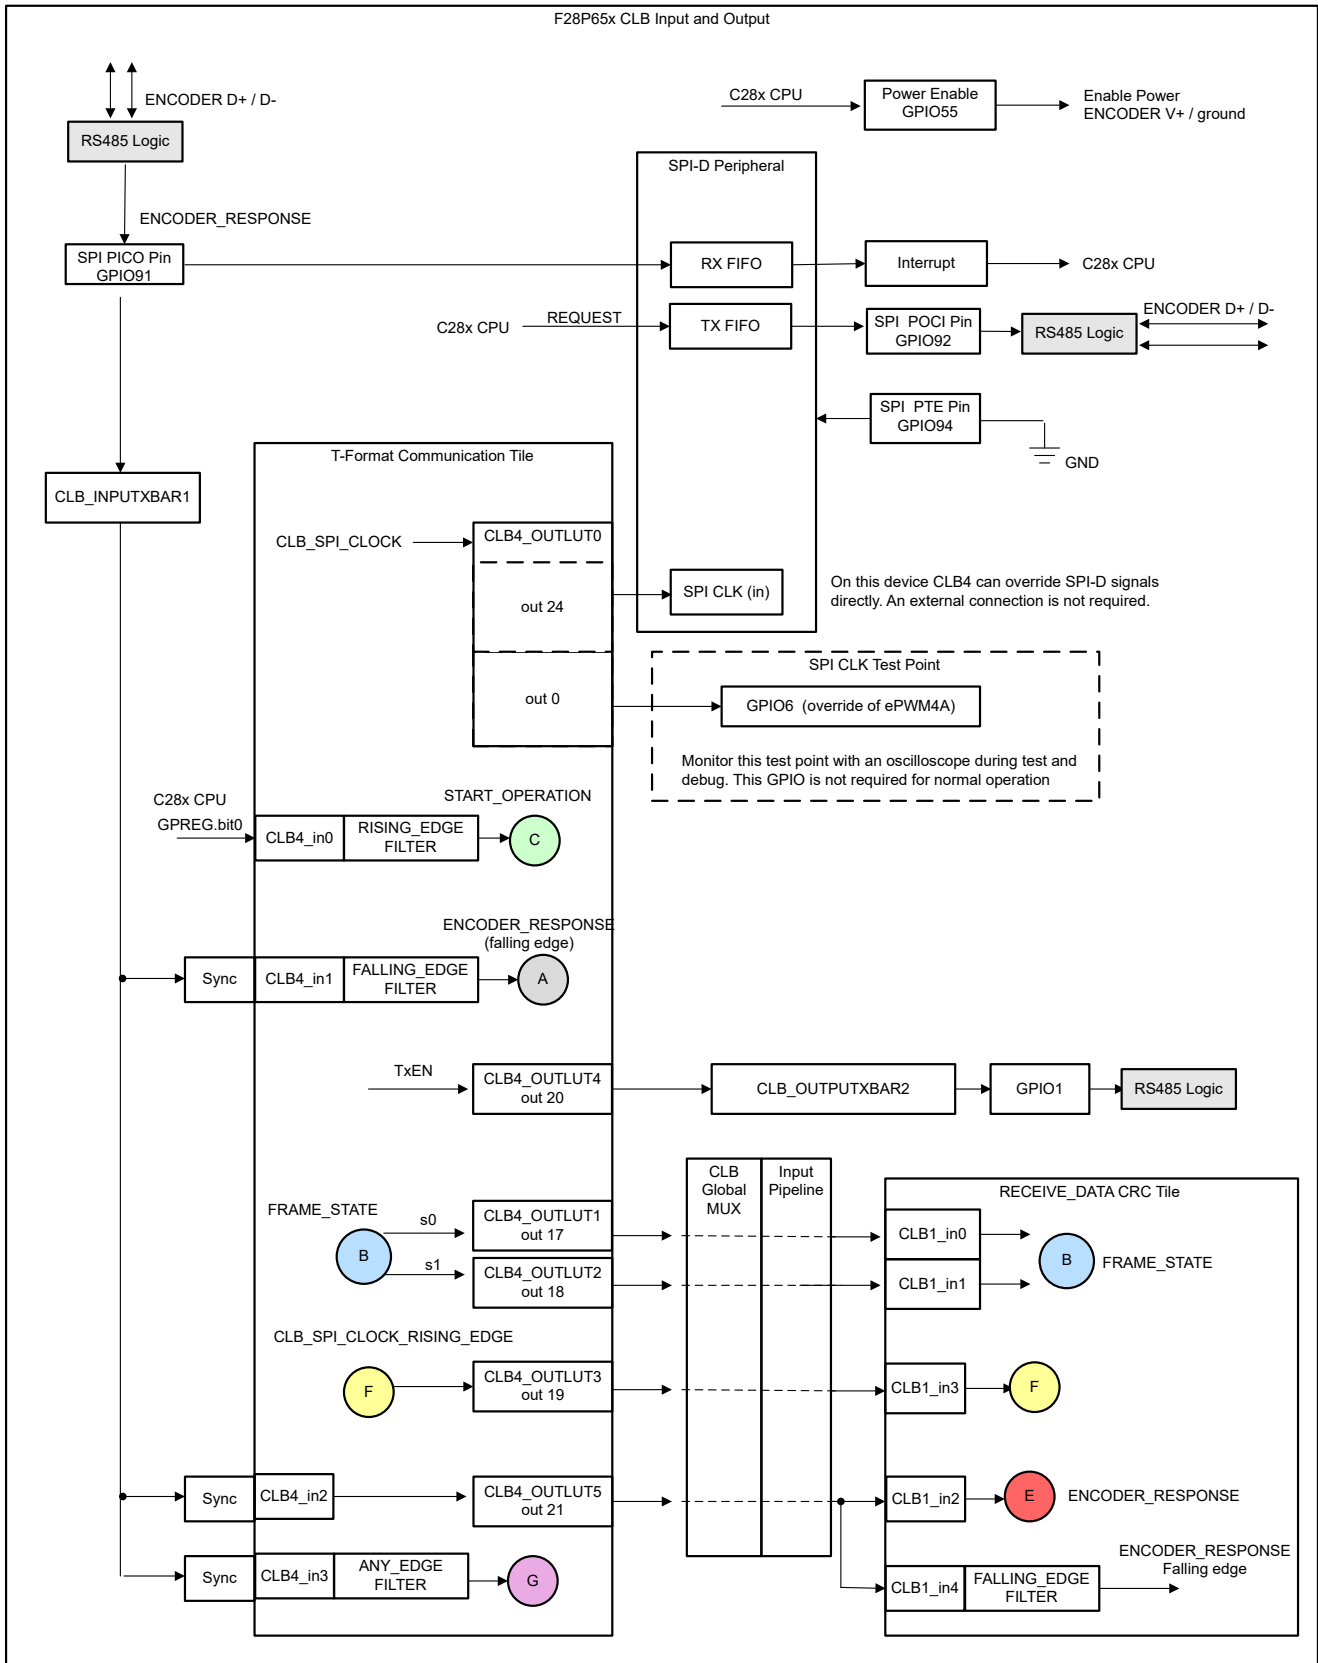 F28P65x CLB Input and Output
ENCODER D+ / D-
RS485 Logic
ENCODER_RESPONSE
SPI PICO Pin
GPIO91
C28x CPU
Power Enable
GPIO55
Enable Power
ENCODER V+ / ground
SPI-D Peripheral
RX FIFO
Interrupt
C28x CPU
C28x CPU
REQUEST
TX FIFO
SPI POCI Pin
GPIO92
RS485 Logic
ENCODER D+ / D-
SPI PTE Pin
GPIO94
GND
CLB_INPUTXBAR1
T-Format Communication Tile
CLB_SPI_CLOCK
CLB4_OUTLUT0
out 24
out 0
SPI CLK (in)
On this device CLB4 can override SPI-D signals
directly. An external connection is not required.
SPI CLK Test Point
GPIO6 (override of ePWM4A)
Monitor this test point with an oscilloscope during test and
debug. This GPIO is not required for normal operation
C28x CPU
GPREG.bit0
CLB4_in0
RISING_EDGE
FILTER
START_OPERATION
C
ENCODER_RESPONSE
(falling edge)
Sync
CLB4_in1
FALLING_EDGE
FILTER
A
TxEN
CLB4_OUTLUT4
out 20
CLB_OUTPUTXBAR2
GPIO1
RS485 Logic
CLB
Global
MUX
Input
Pipeline
RECEIVE_DATA CRC Tile
FRAME_STATE
B
s0
s1
CLB4_OUTLUT1
out 17
CLB4_OUTLUT2
out 18
CLB1_in0
CLB1_in1
B
FRAME_STATE
CLB_SPI_CLOCK_RISING_EDGE
F
CLB4_OUTLUT3
out 19
CLB1_in3
F
Sync
CLB4_in2
CLB4_OUTLUT5
out 21
CLB1_in2
E
ENCODER_RESPONSE
Sync
CLB4_in3
ANY_EDGE
FILTER
G
CLB1_in4
FALLING_EDGE
FILTER
ENCODER_RESPONSE
Falling edge